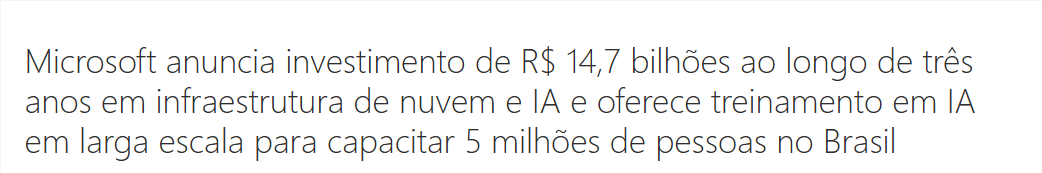 Microsoft anuncia investimento de R$ 14,7 bilhões ao longo de três
anos em infraestrutura de nuvem e IA e oferece treinamento em IA
em larga escala para capacitar 5 milhões de pessoas no Brasil